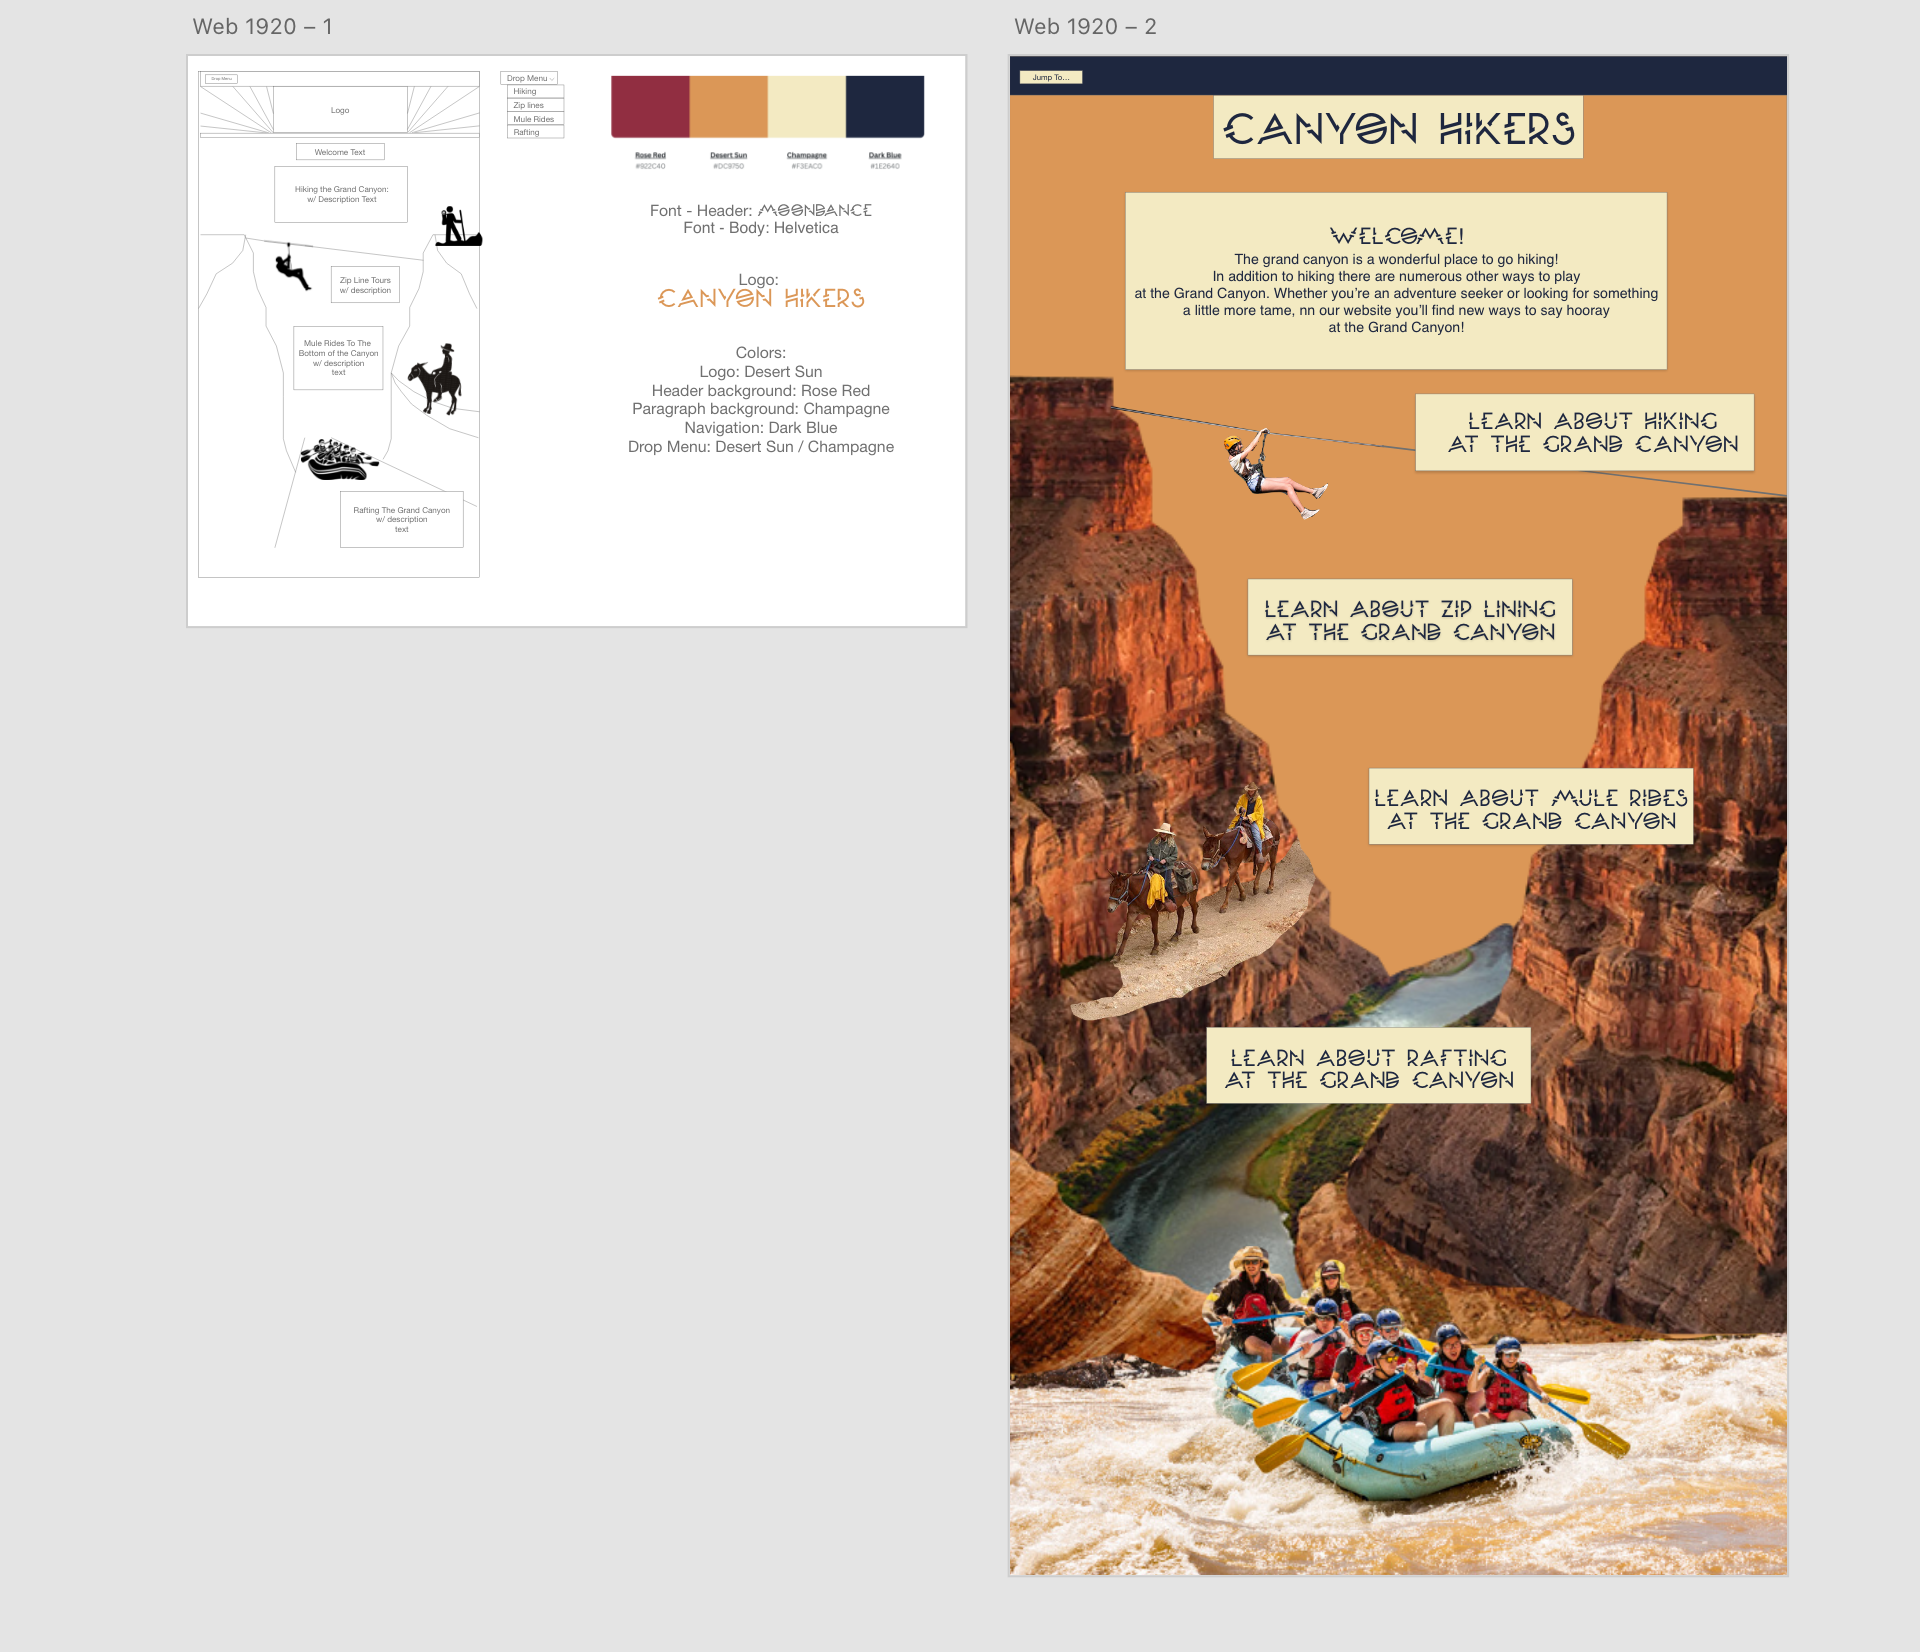 Web 1920 – 1
Drop Menu
Logo
Welcome Text
Hiking the Grand Canyon:
w/ Description Text
Zip Line Tours
w/ description
Mule Rides To The
Bottom of the Canyon
w/ description
text
Rafting The Grand Canyon
w/ description
text
Drop Menu
Hiking
Zip lines
Mule Rides
Rafting
Rose Red
#922C40
Desert Sun
#DC9750
Champagne
#F3EAC0
Dark Blue
#1E2640
Font - Header: MOONDANCE
Font - Body: Helvetica
Logo:
CANYON HIKERS
Colors:
Logo: Desert Sun
Header background: Rose Red
Paragraph background: Champagne
Navigation: Dark Blue
Drop Menu: Desert Sun / Champagne
Web 1920 – 2
Jump To...
CANYON HIKERS
WELCOME!
The grand canyon is a wonderful place to go hiking!
In addition to hiking there are numerous other ways to play
at the Grand Canyon. Whether you’re an adventure seeker or looking for something
a little more tame, nn our website you’ll find new ways to say hooray
at the Grand Canyon!
LEARN ABOUT HIKING
AT THE GRAND CANYON
LEARN ABOUT ZIP LINING
AT THE GRAND CANYON
LEARN ABOUT MULE RIDES
AT THE GRAND CANYON
LEARN ABOUT RAFTING
AT THE GRAND CANYON